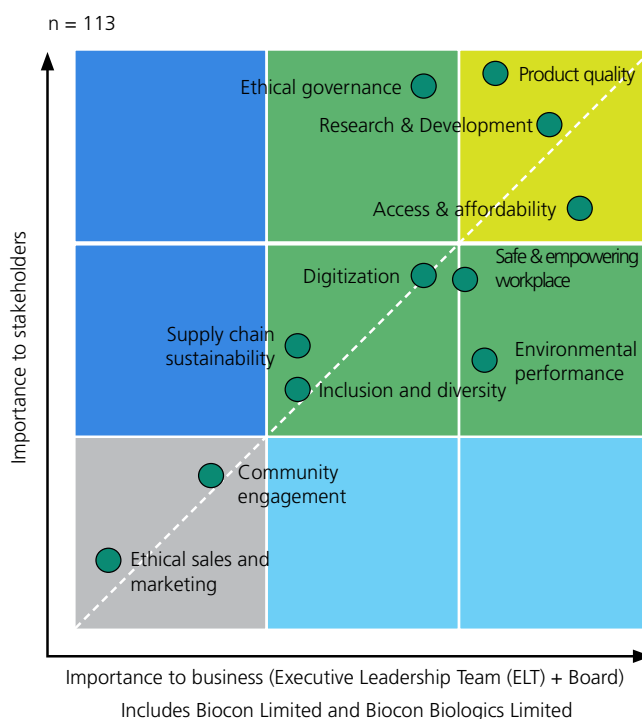 n = 113
Product quality
Ethical governance
Research & Development
Access & affordability
Safe & empowering
workplace
Digitization
Supply chain
sustainability
Environmental
performance
Inclusion and diversity
Community
engagement
Ethical sales and
marketing
Importance to stakeholders
Importance to business (Executive Leadership Team (ELT) + Board)
Includes Biocon Limited and Biocon Biologics Limited